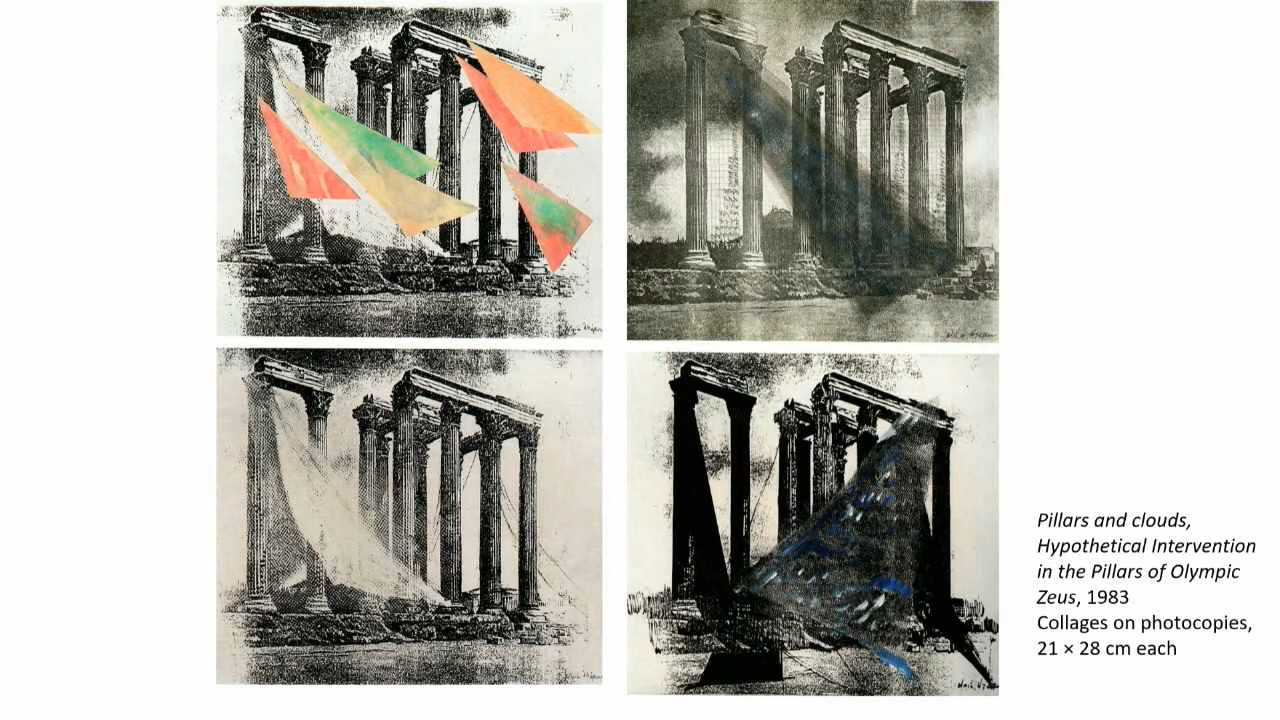 Pillars and clouds,
Hypothetical Intervention
in the Pillars of Olympic
Zeus, 1983
Collages on photocopies,
21 × 28 cm each